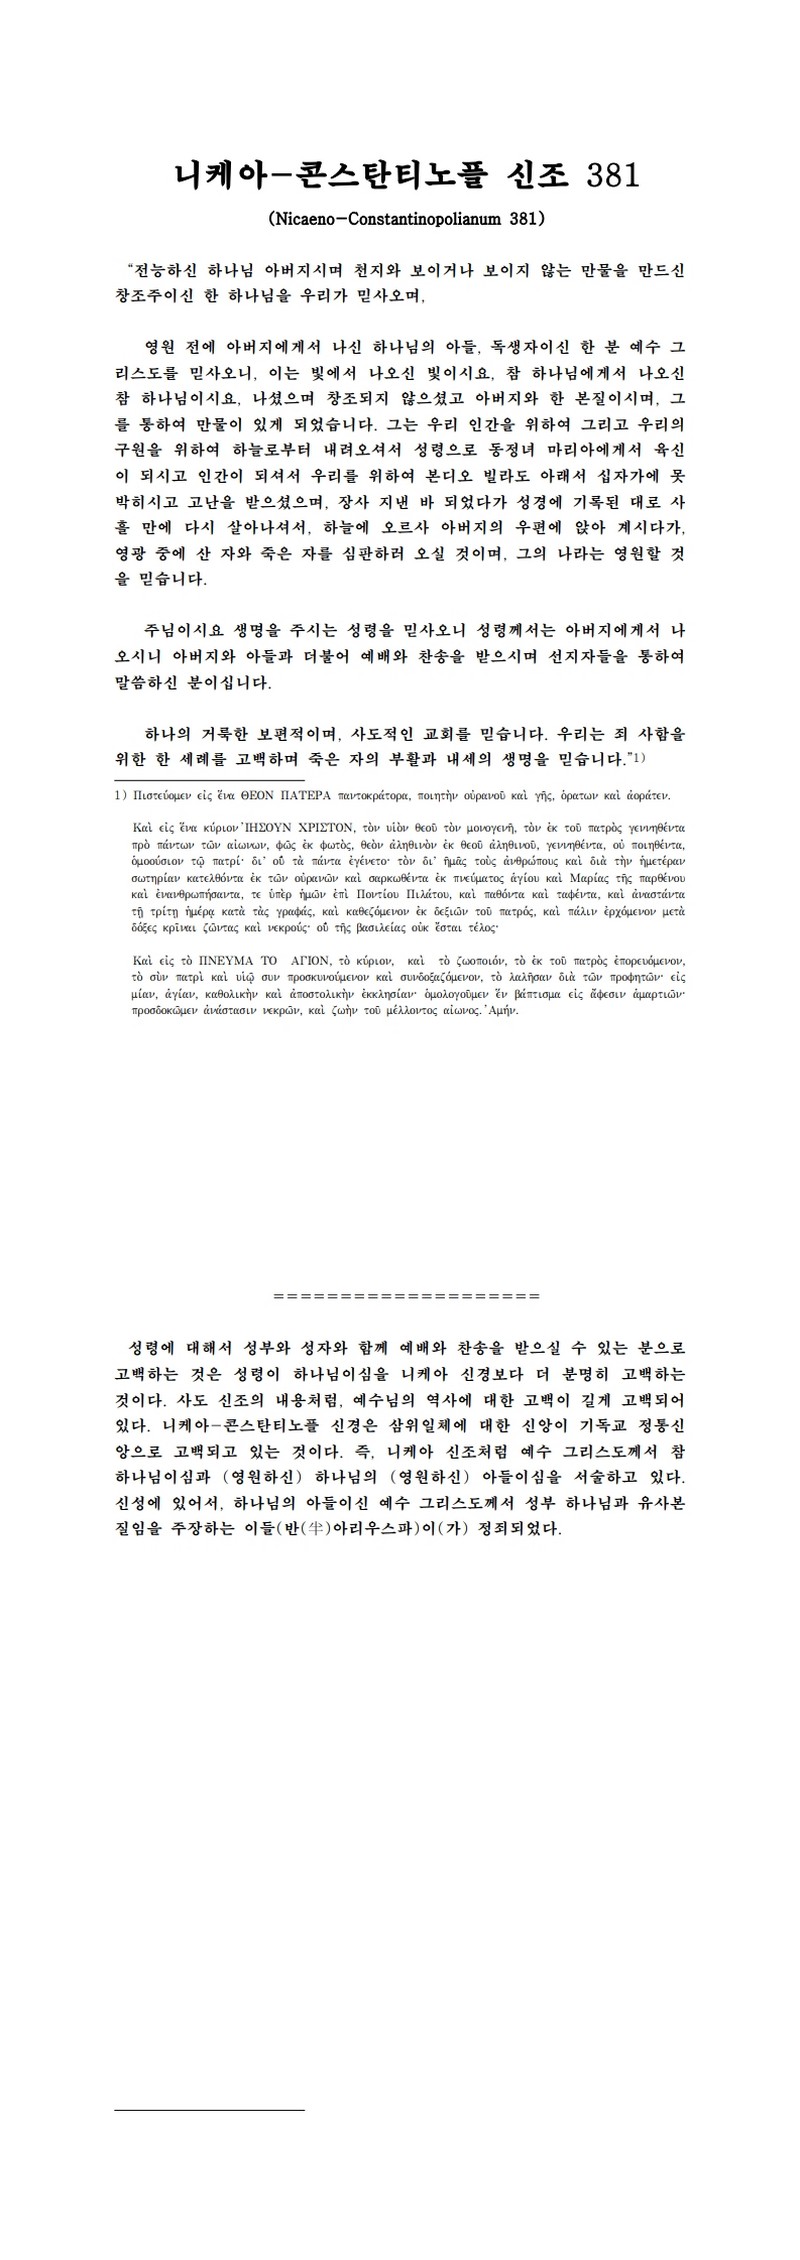 니케아-콘스탄티노플 신조 381
(Nicaeno-Constantinopolianum 381)
“전능하신 하나님 아버지시며 천지와 보이거나 보이지 않는 만물을 만드신
창조주이신 한 하나님을 우리가 믿사오며,
영원 전에 아버지에게서 나신 하나님의 아들, 독생자이신 한 분 예수 그
리스도를 믿사오니, 이는 빛에서 나오신 빛이시요, 참 하나님에게서 나오신
참 하나님이시요, 나셨으며 창조되지 않으셨고 아버지와 한 본질이시며, 그
를 통하여 만물이 있게 되었습니다. 그는 우리 인간을 위하여 그리고 우리의
구원을 위하여 하늘로부터 내려오셔서 성령으로 동정녀 마리아에게서 육신
이 되시고 인간이 되셔서 우리를 위하여 본디오 빌라도 아래서 십자가에 못
박히시고 고난을 받으셨으며, 장사 지낸 바 되었다가 성경에 기록된 대로 사
흘 만에 다시 살아나셔서, 하늘에 오르사 아버지의 우편에 앉아 계시다가,
영광 중에 산 자와 죽은 자를 심판하러 오실 것이며, 그의 나라는 영원할 것
을 믿습니다.
주님이시요 생명을 주시는 성령을 믿사오니 성령께서는 아버지에게서 나
오시니 아버지와 아들과 더불어 예배와 찬송을 받으시며 선지자들을 통하여
말씀하신 분이십니다.
하나의 거룩한 보편적이며, 사도적인 교회를 믿습니다. 우리는 죄 사함을
위한 한 세례를 고백하며 죽은 자의 부활과 내세의 생명을 믿습니다.”1)
1) Πιστεύομεν εἰς ἕνα ΘΕΟΝ ΠΑΤΕΡΑ παντοκράτορα, ποιητὴν οὐρανοῦ καὶ γῆς, ὁρατων καὶ ἀοράτεν.
Καὶ εἰς ἕνα κύριον ᾿ΙΗΣΟΥΝ ΧΡΙΣΤΟΝ, τὸν υἱὸν θεοῦ τὸν μονογενῆ, τὸν ἐκ τοῦ πατρὸς γεννηθέντα
πρὸ πάντων τῶν αἰωνων, φῶς ἐκ φωτὸς, θεὸν ἀληθινὸν ἐκ θεοῦ ἀληθινοῦ, γεννηθέντα, οὐ ποιηθέντα,
ὁμοούσιον τῷ πατρί· δι᾿ οὗ τὰ πάντα ἐγένετο· τὸν δι᾿ ἡμᾶς τοὺς ἀνθρώπους καὶ διὰ τὴν ἡμετέραν
σωτηρίαν κατελθόντα ἐκ τῶν οὐρανῶν καὶ σαρκωθέντα ἐκ πνεύματος ἁγίου καὶ Μαρίας τῆς παρθένου
καὶ ἐνανθρωπήσαντα, τε ὑπὲρ ἡμῶν ἐπὶ Ποντίου Πιλάτου, καὶ παθόντα καὶ ταφέντα, καὶ ἀναστάντα
τῇ τρίτῃ ἡμέρᾳ κατὰ τὰς γραφάς, καὶ καθεζόμενον ἐκ δεξιῶν τοῦ πατρός, καὶ πάλιν ἐρχόμενον μετὰ
δόξες κρῖναι ζῶντας καὶ νεκρούς· οὗ τῆς βασιλείας οὐκ ἔσται τέλος·
Καὶ εἰς τὸ ΠΝΕΥΜΑ ΤΟ ΑΓΙΟΝ, τὸ κύριον, καὶ τὸ ζωοποιόν, τὸ ἐκ τοῦ πατρὸς ἐπορευόμενον,
τὸ σὺν πατρὶ καὶ υἱῷ συν προσκυνούμενον καὶ συνδοξαζόμενον, τὸ λαλῆσαν διὰ τῶν προφητῶν· εἰς
μίαν, ἁγίαν, καθολικὴν καὶ ἀποστολικὴν ἐκκλησίαν· ὁμολογοῦμεν ἕν βάπτισμα εἰς ἄφεσιν ἁμαρτιῶν·
προσδοκῶμεν ἀνάστασιν νεκρῶν, καὶ ζωὴν τοῦ μέλλοντος αἰωνος. ᾿Αμήν.
====================
성령에 대해서 성부와 성자와 함께 예배와 찬송을 받으실 수 있는 분으로
고백하는 것은 성령이 하나님이심을 니케아 신경보다 더 분명히 고백하는
것이다. 사도 신조의 내용처럼, 예수님의 역사에 대한 고백이 길게 고백되어
있다. 니케아-콘스탄티노플 신경은 삼위일체에 대한 신앙이 기독교 정통신
앙으로 고백되고 있는 것이다. 즉, 니케아 신조처럼 예수 그리스도께서 참
하나님이심과 (영원하신) 하나님의 (영원하신) 아들이심을 서술하고 있다.
신성에 있어서, 하나님의 아들이신 예수 그리스도께서 성부 하나님과 유사본
질임을 주장하는 이들(반(半)아리우스파)이(가) 정죄되었다.